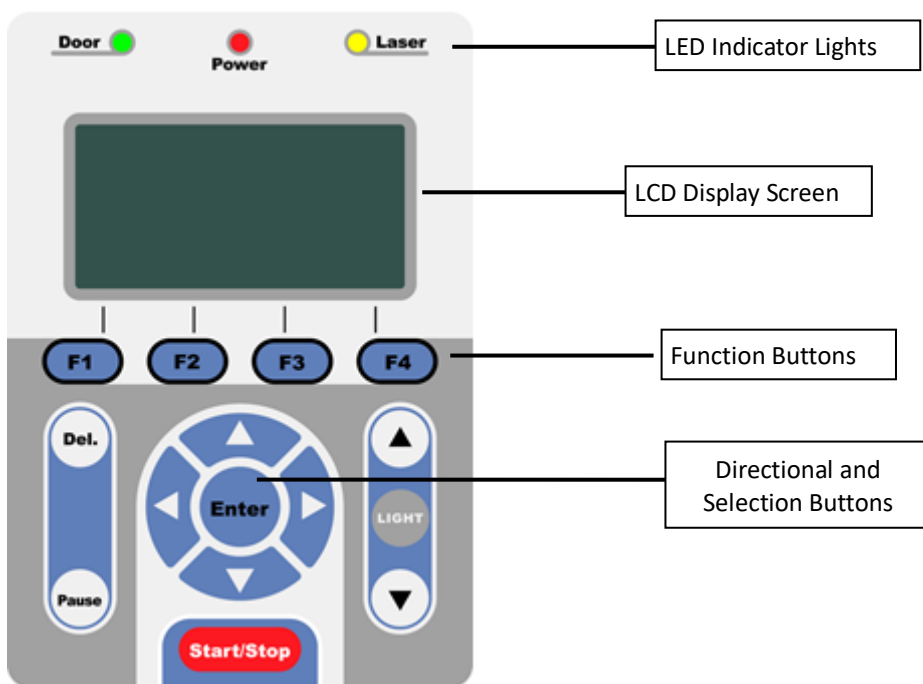 Door
Power
Laser
LED Indicator Lights
LCD Display Screen
F1 F2 F3 F4
Function Buttons
Del.
Enter
LIGHT
Pause
Directional and
Selection Buttons
Start/Stop